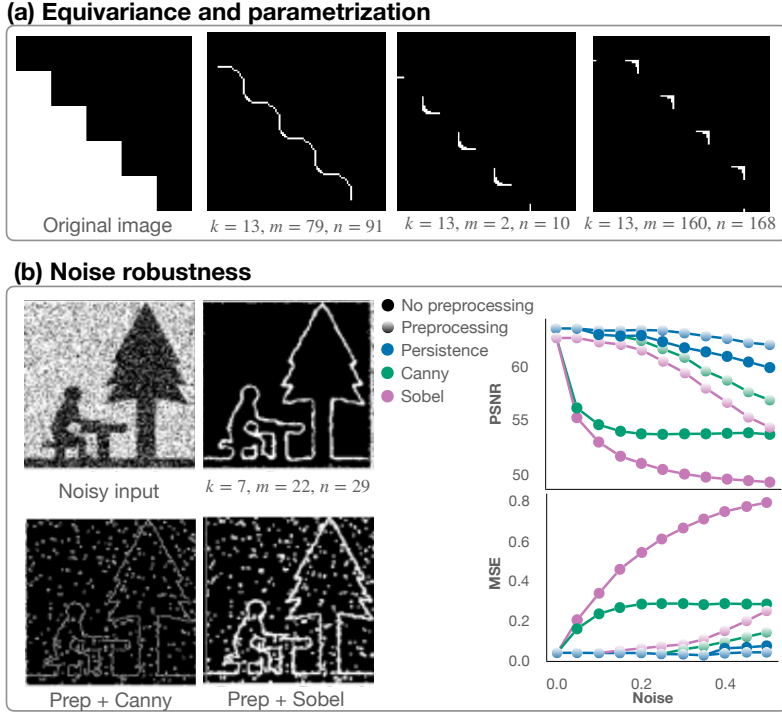 (a) Equivariance and parametrization
Original image
k = 13, m = 79, n = 91
k = 13, m = 2, n = 10
k = 13, m = 160, n = 168
(b) Noise robustness
Noisy input
k = 7, m = 22, n = 29
Prep + Canny
Prep + Sobel
No preprocessing
Preprocessing
Persistence
Canny
Sobel
PSNR
60
55
50
MSE
0.8
0.6
0.4
0.2
0.0
0.0 0.2 0.4
Noise